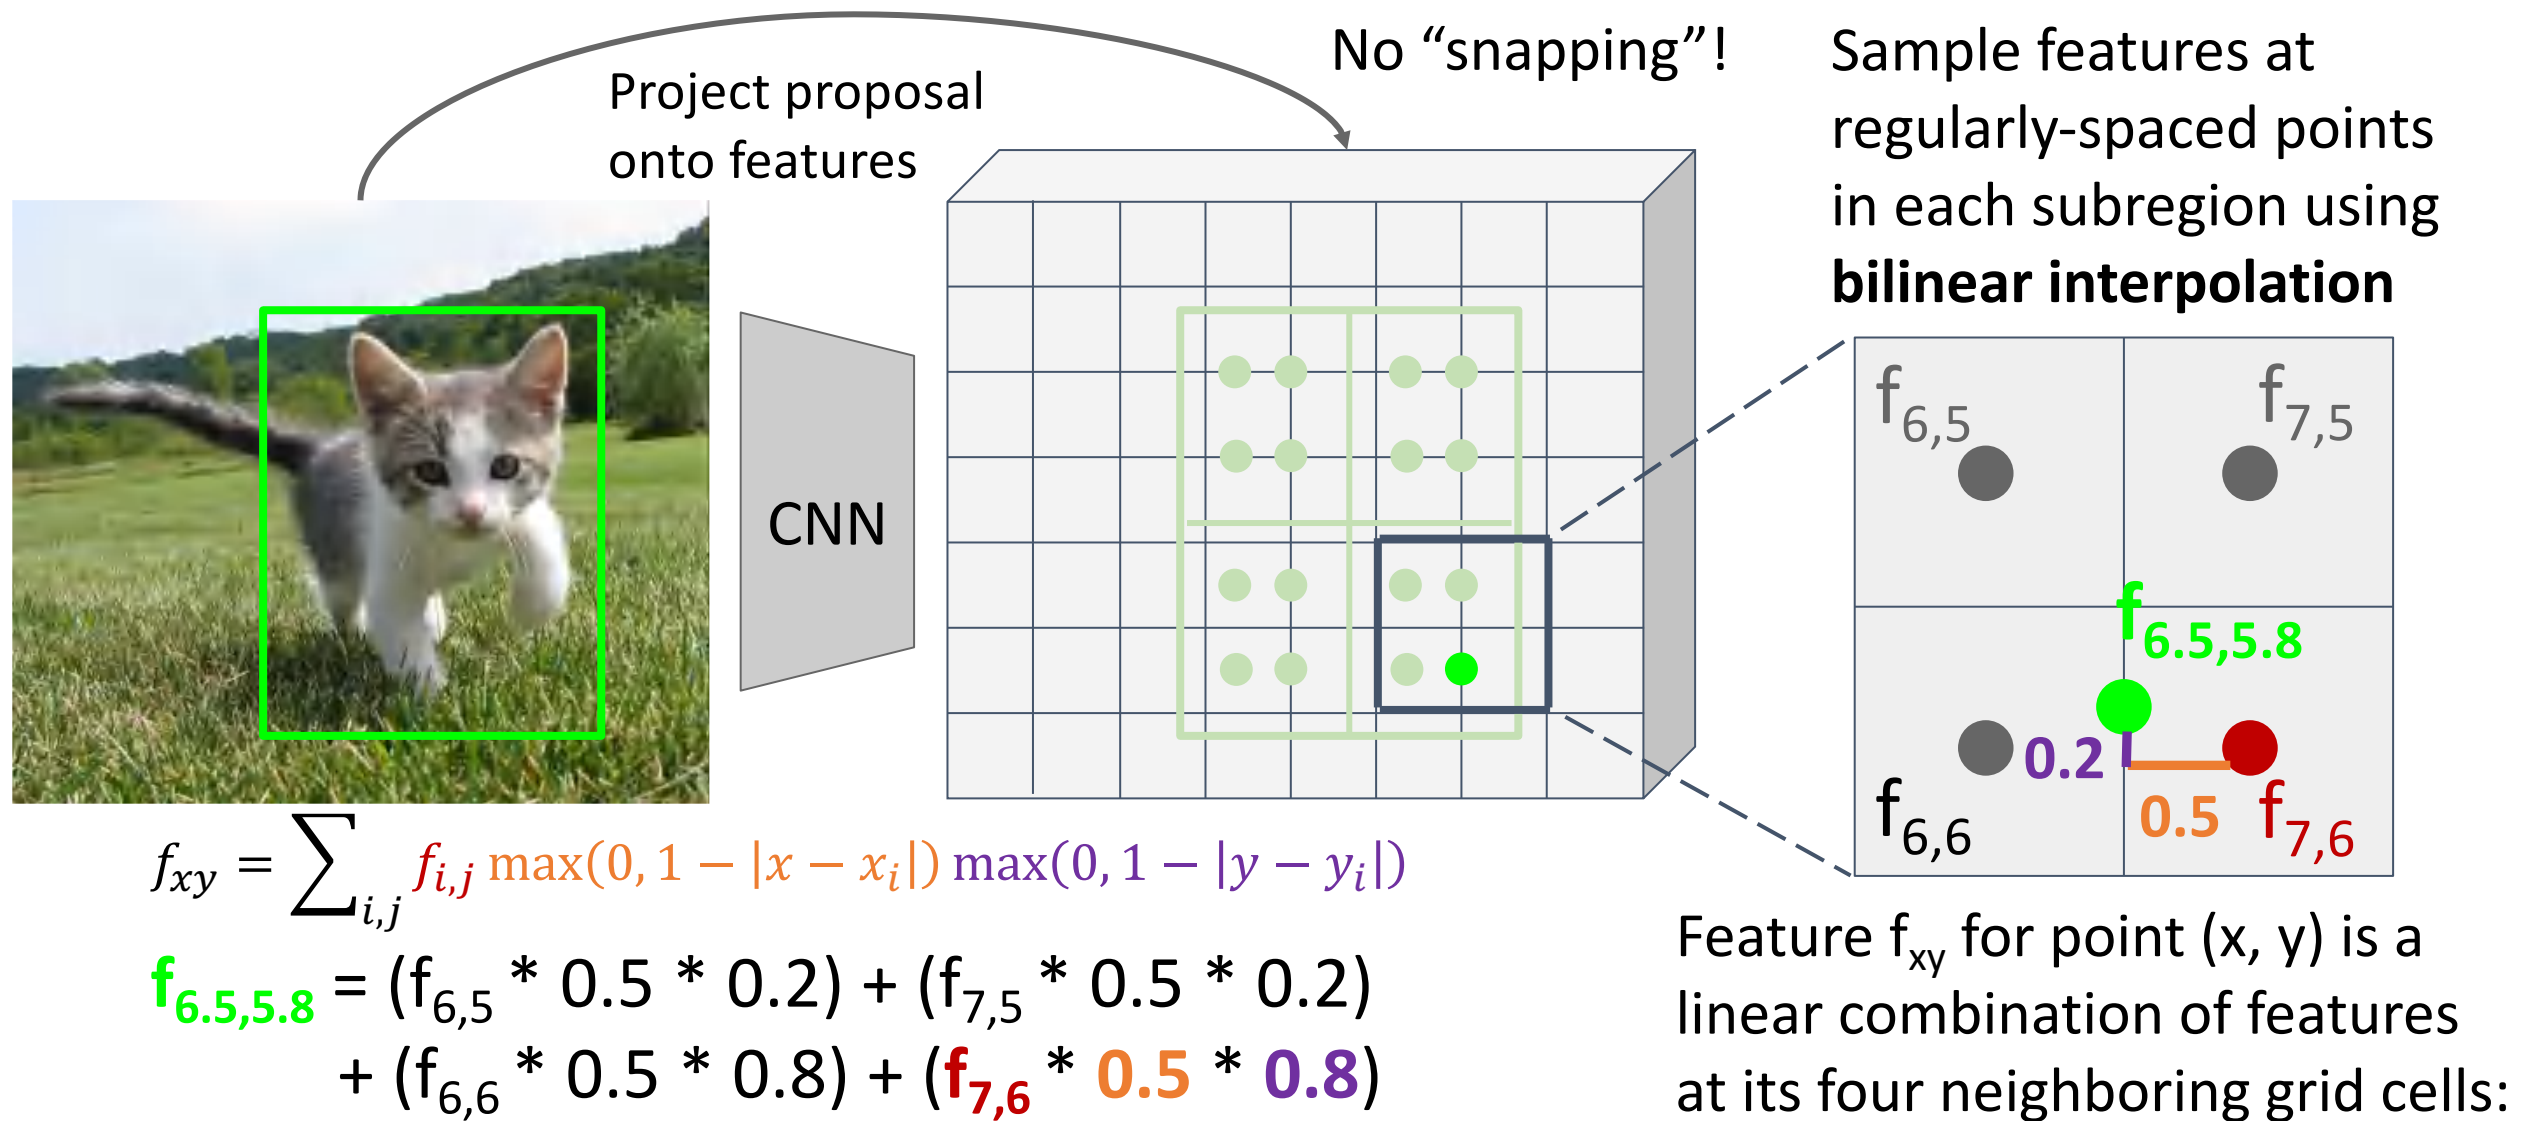 No “snapping”!
Project proposal
onto features
Sample features at
regularly-spaced points
in each subregion using
bilinear interpolation
CNN
f6,5
f7,5
f6.5,5.8
0.2
0.5
f6,6
f7,6
fxy = ∑i,j fi,j max(0, 1 − |x − xi|) max(0, 1 − |y − yi|)
f6.5,5.8 = (f6,5 * 0.5 * 0.2) + (f7,5 * 0.5 * 0.2)
+ (f6,6 * 0.5 * 0.8) + (f7,6 * 0.5 * 0.8)
Feature fxy for point (x, y) is a
linear combination of features
at its four neighboring grid cells: